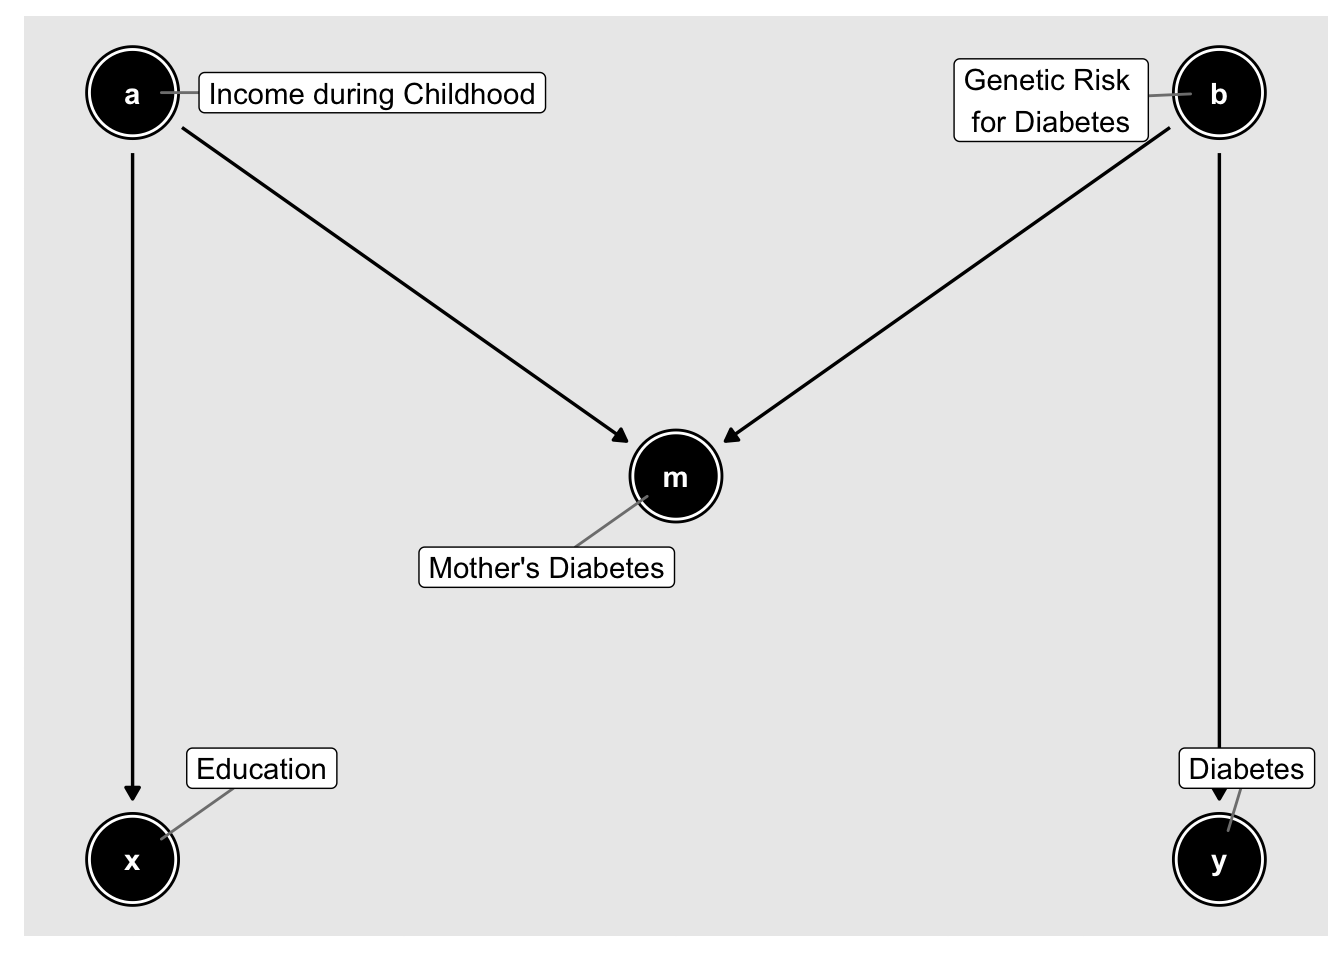 a
Income during Childhood
Genetic Risk
for Diabetes
b
m
Mother's Diabetes
Education
Diabetes
x
y